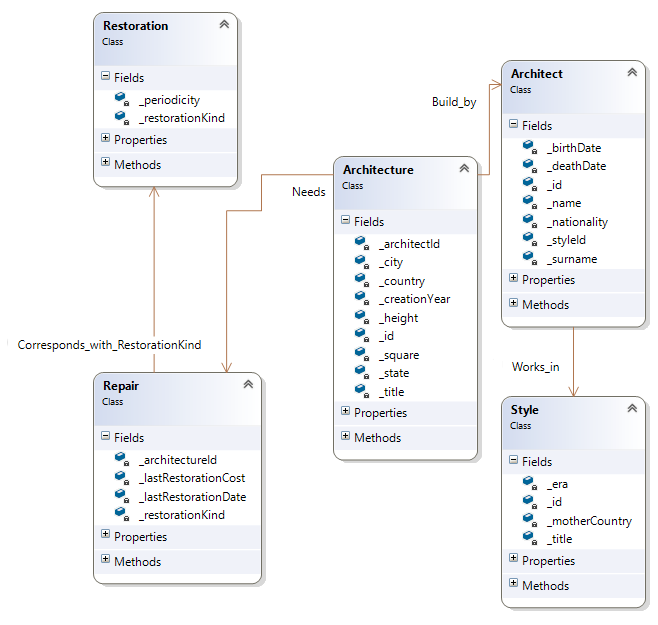 Restoration
Class
Fields
_periodicity
_restorationKind
Properties
Methods
Architect
Class
Fields
_birthDate
_deathDate
_id
_name
_nationality
_styleId
_surname
Properties
Methods
Build_by
Architecture
Class
Fields
_architectId
_city
_country
_creationYear
_height
_id
_square
_state
_title
Properties
Methods
Needs
Corresponds_with_RestorationKind
Works_in
Repair
Class
Fields
_architectureId
_lastRestorationCost
_lastRestorationDate
_restorationKind
Properties
Methods
Style
Class
Fields
_era
_id
_motherCountry
_title
Properties
Methods